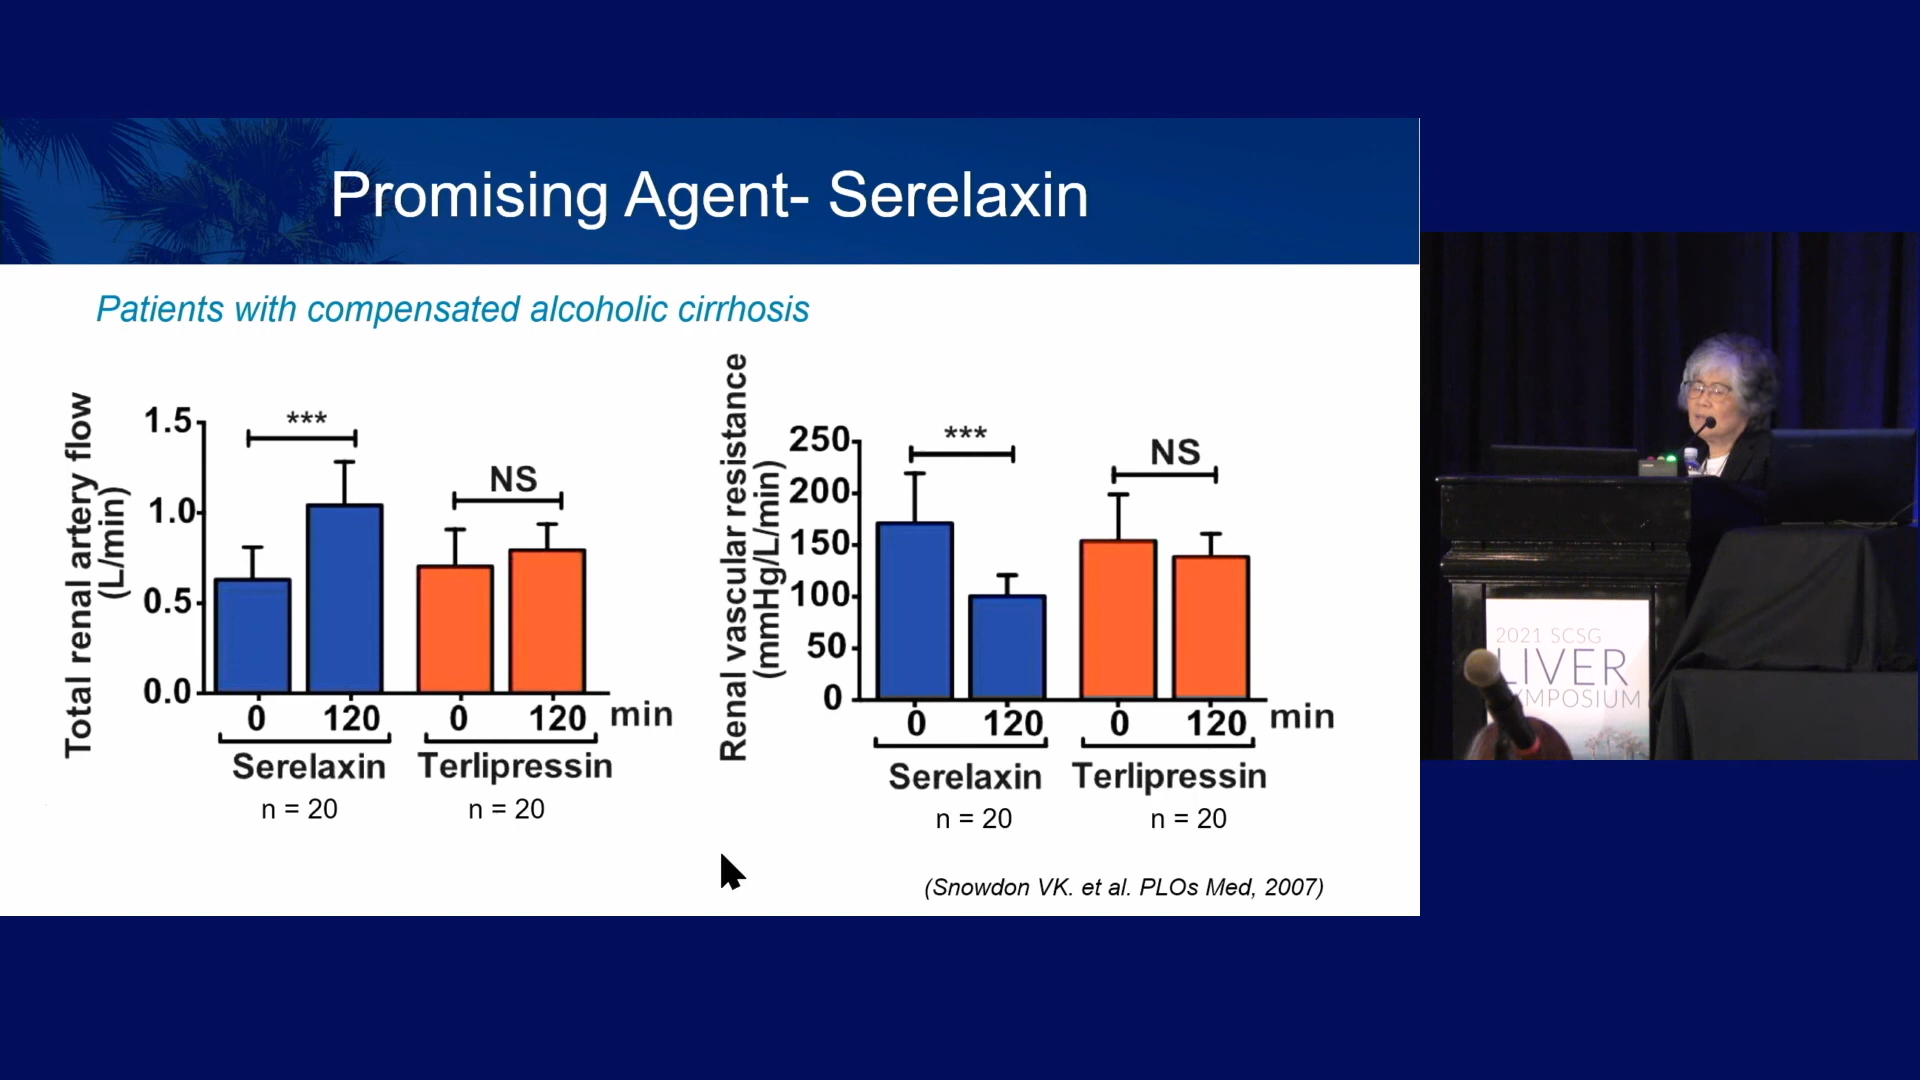 Promising Agent- Serelaxin
Patients with compensated alcoholic cirrhosis
Total renal artery flow
(L/min)
1.5
1.0
0.5
0.0
***
NS
0
120
0
120
min
Serelaxin
Terlipressin
n = 20
n = 20
Renal vascular resistance
(mmHg/L/min)
250
200
150
100
50
0
***
NS
0
120
0
120
min
Serelaxin
Terlipressin
n = 20
n = 20
(Snowdon VK. et al. PLOs Med, 2007)
2021 SCSG
LIVER
YMPOSIUM